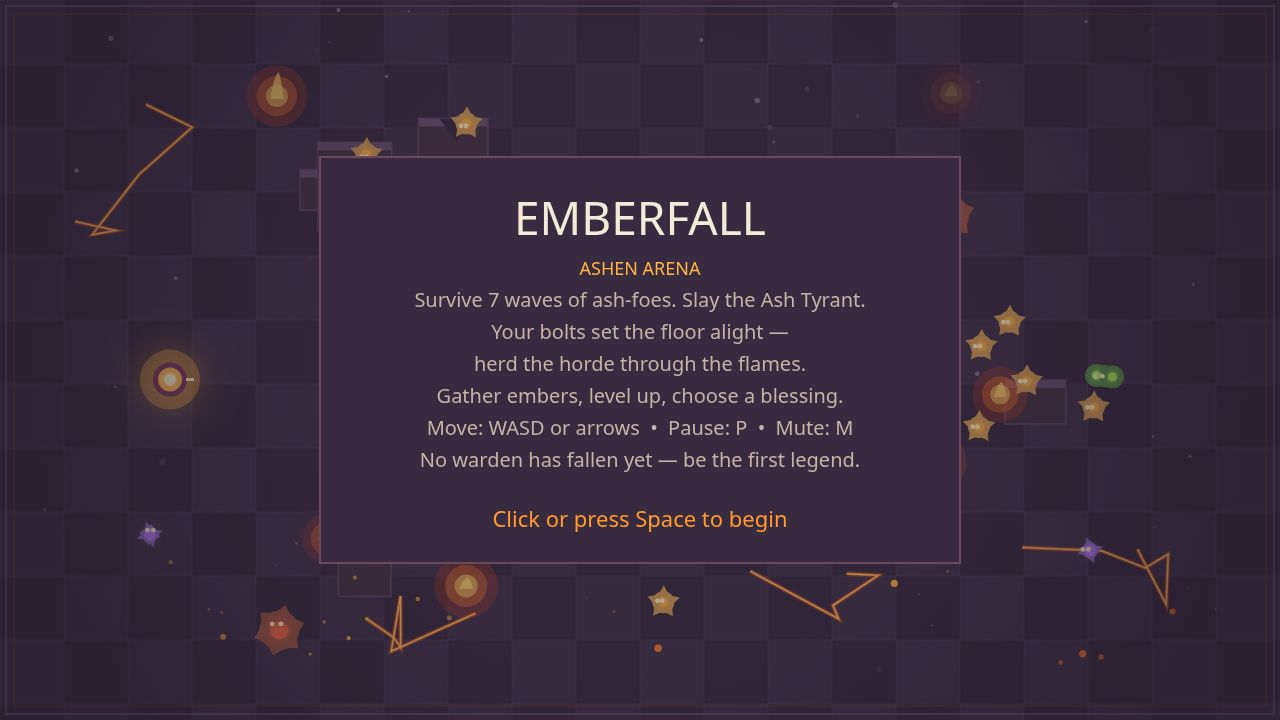 EMBERFALL
ASHEN ARENA
Survive 7 waves of ash-foes. Slay the Ash Tyrant.
Your bolts set the floor alight —
herd the horde through the flames.
Gather embers, level up, choose a blessing.
Move: WASD or arrows • Pause: P • Mute: M
No warden has fallen yet — be the first legend.
Click or press Space to begin